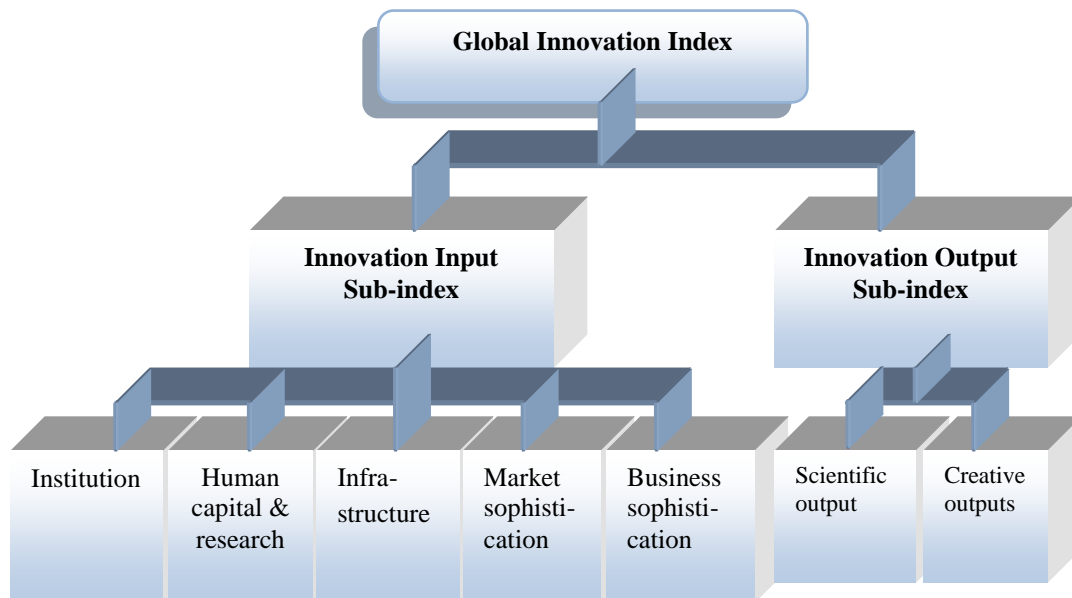 Global Innovation Index
Innovation Input
Sub-index
Innovation Output
Sub-index
Institution
Human
capital &
research
Infra-
structure
Market
sophisti-
cation
Business
sophisti-
cation
Scientific
output
Creative
outputs